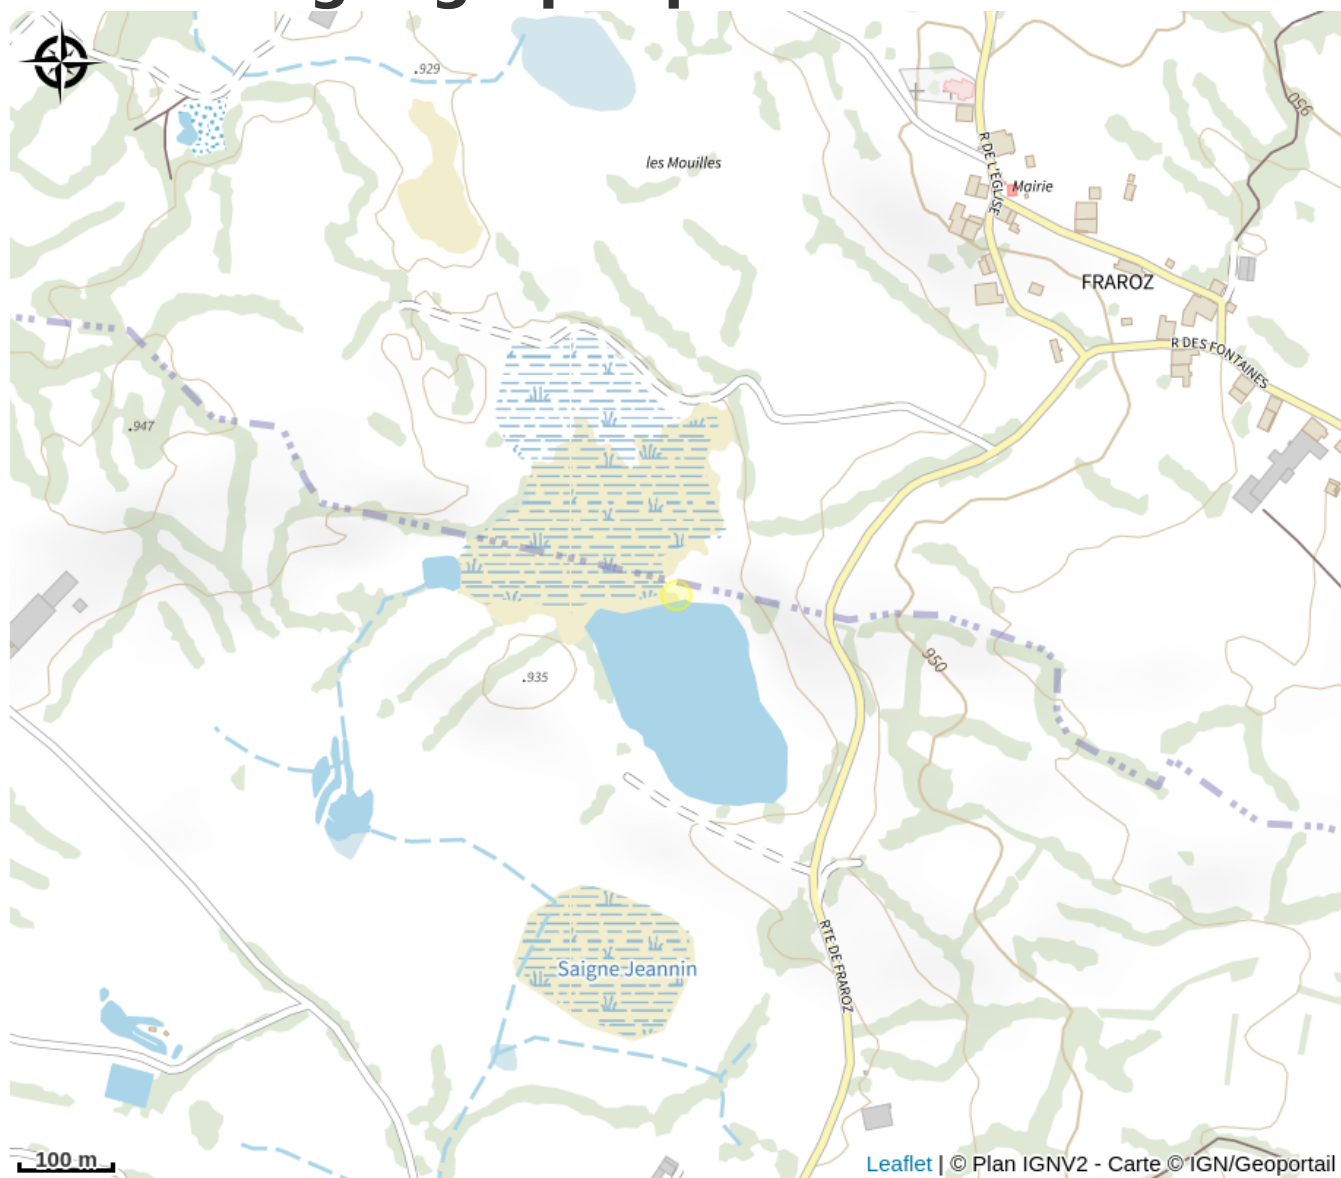 .929
les Mouilles
950
R DE L'EGLISE
Mairie
FRAROZ
R DES FONTAINES
.947
950
.935
RTE DE FRAROZ
Saigne Jeannin
100 m
Leaflet | © Plan IGNV2 - Carte © IGN/Geoportail